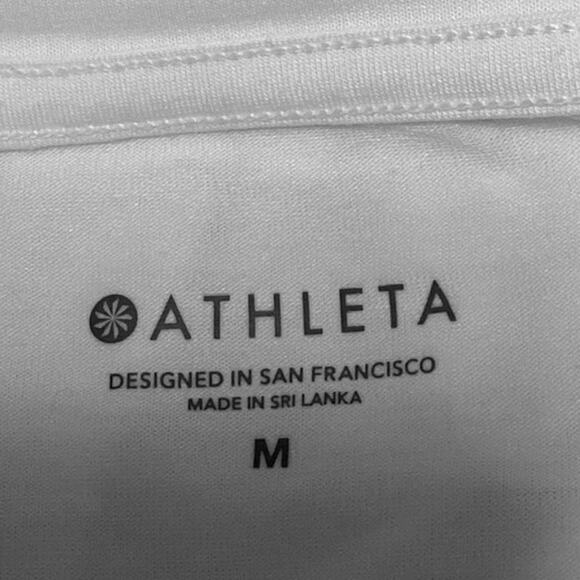 ATHLETA
DESIGNED IN SAN FRANCISCO
MADE IN SRI LANKA
M